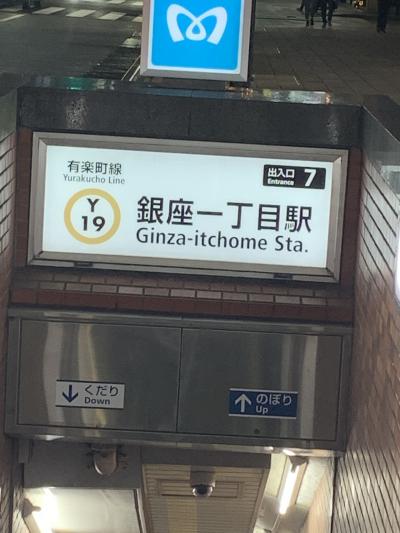 有楽町線
Yurakucho Line
出入口 7
Entrance
Y
19
銀座一丁目駅
Ginza-itchome Sta.
↓ くだり
Down
↑ のぼり
Up